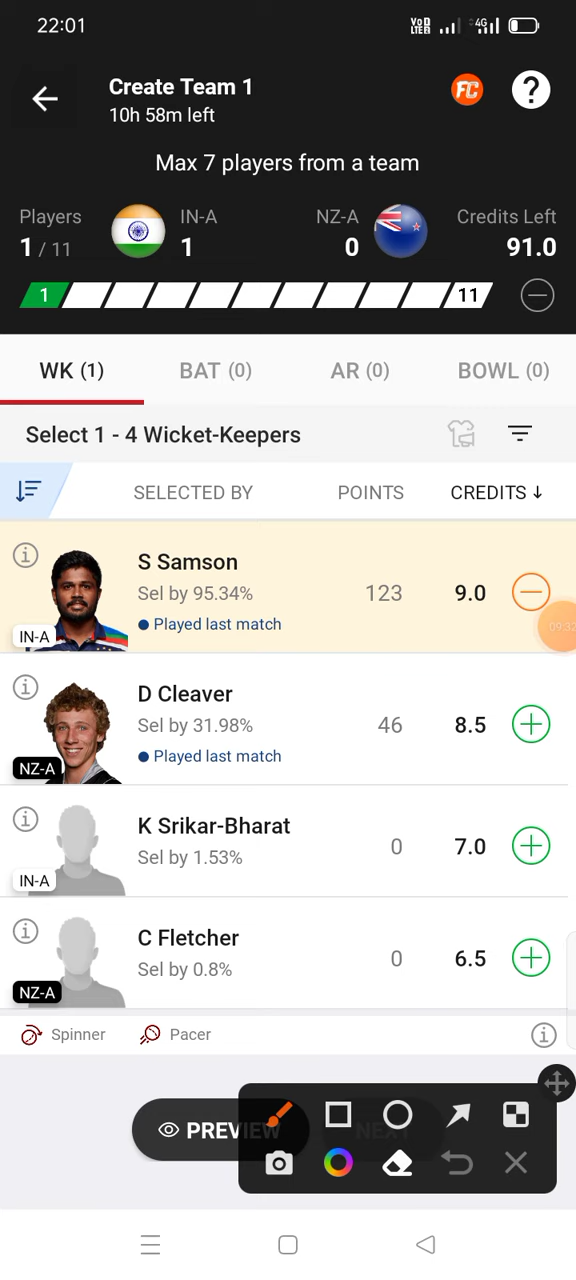 22:01
VoD LTEB 4G
Create Team 1
10h 58m left
FC ?
Max 7 players from a team
Players IN-A NZ-A Credits Left
1 / 11 1 0 91.0
1 11
WK (1) BAT (0) AR (0) BOWL (0)
Select 1 - 4 Wicket-Keepers
SELECTED BY POINTS CREDITS ↓
S Samson
Sel by 95.34% 123 9.0
Played last match
IN-A
D Cleaver
Sel by 31.98% 46 8.5
Played last match
NZ-A
K Srikar-Bharat
Sel by 1.53% 0 7.0
IN-A
C Fletcher
Sel by 0.8% 0 6.5
NZ-A
Spinner Pacer
PREVIEW NEXT